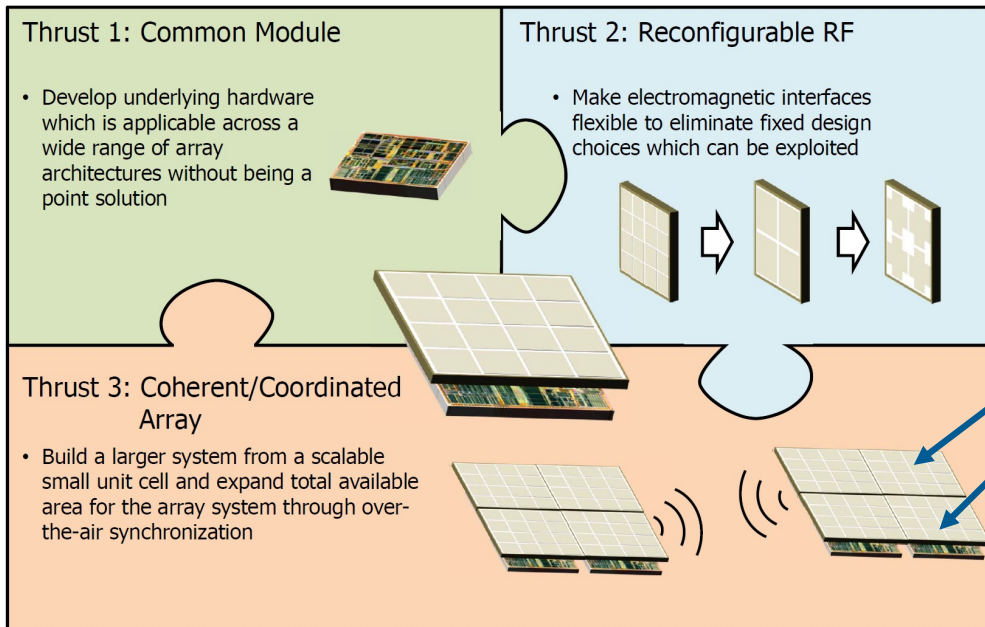 Thrust 1: Common Module
• Develop underlying hardware
which is applicable across a
wide range of array
architectures without being a
point solution
Thrust 2: Reconfigurable RF
• Make electromagnetic interfaces
flexible to eliminate fixed design
choices which can be exploited
Thrust 3: Coherent/Coordinated
Array
• Build a larger system from a scalable
small unit cell and expand total available
area for the array system through over-
the-air synchronization